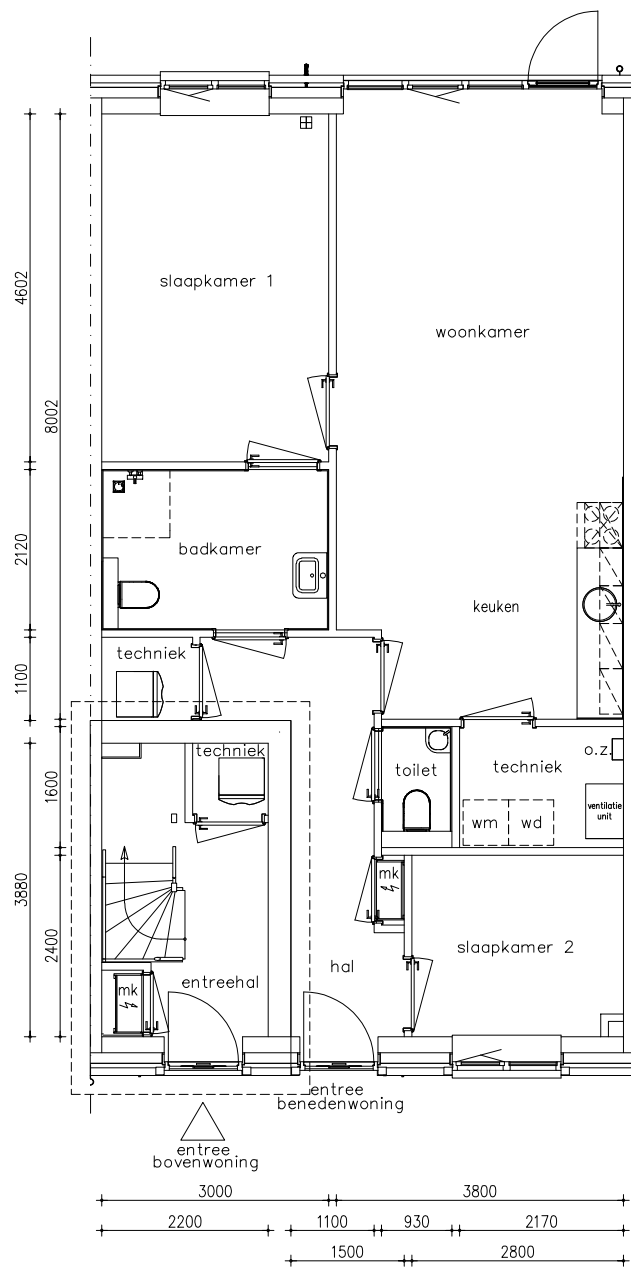 slaapkamer 1
woonkamer
4602
8002
badkamer
2120
keuken
techniek
1100
techniek
toilet
techniek
o.z.
1600
ventilatie
unit
wm
wd
mk
3880
2400
slaapkamer 2
hal
entreehal
mk
entree
benedenwoning
entree
bovenwoning
3000
3800
2200
1100
930
2170
1500
2800